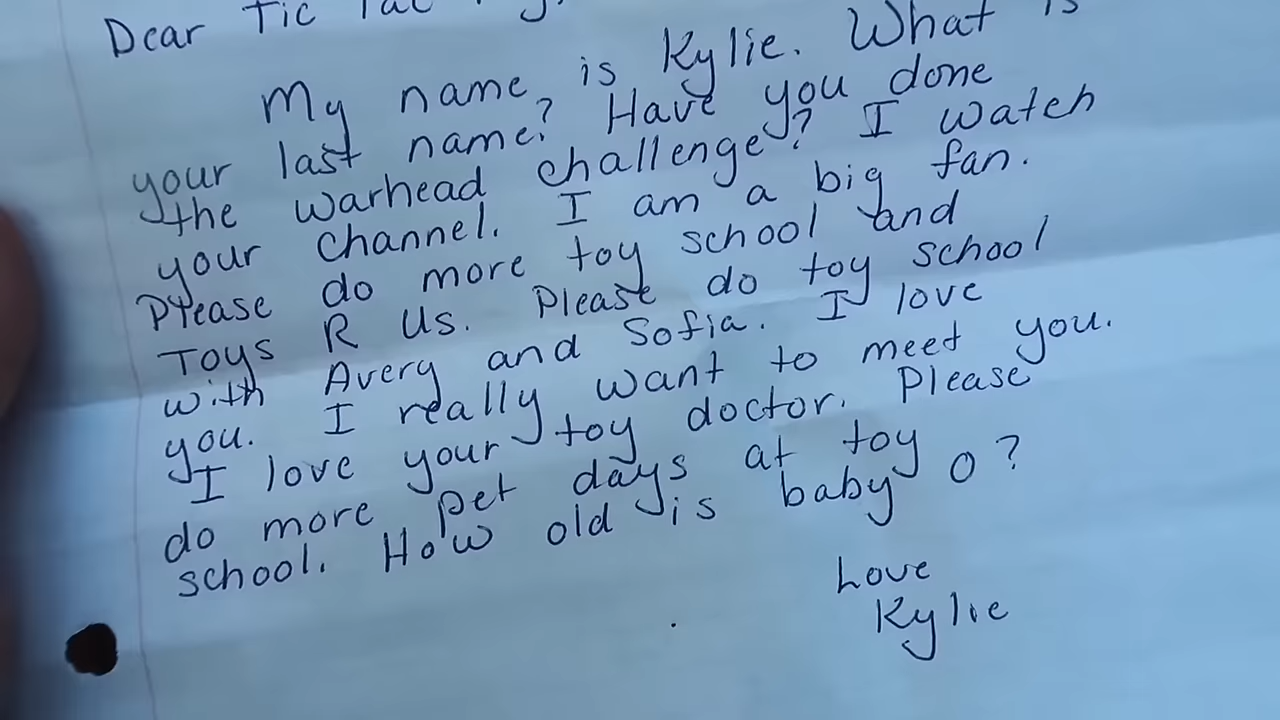 Dear Tic Tac
My name is Kylie. What is
your last name? Have you done
the warhead challenge? I watch
your channel. I am a big fan.
Please do more toy school and
Toys R Us. Please do toy school
with Avery and Sofia. I love
you. I really want to meet you.
I love your toy doctor. Please
do more pet days at toy
school. How old is baby O?
Love
Kylie